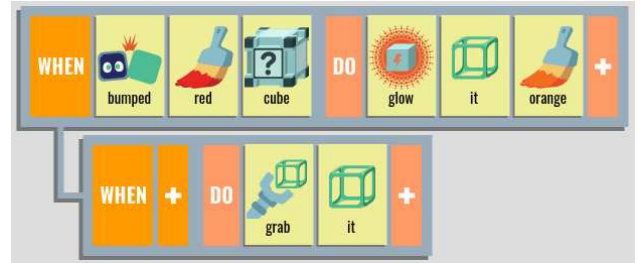 WHEN bumped red cube DO glow it orange +
WHEN + DO grab it +